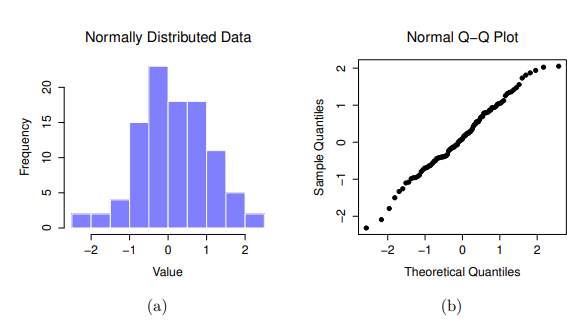 Normally Distributed Data
Frequency
0
5
10
15
20
−2 −1 0 1 2
Value
(a)
Normal Q−Q Plot
Sample Quantiles
−2
−1
0
1
2
−2 −1 0 1 2
Theoretical Quantiles
(b)